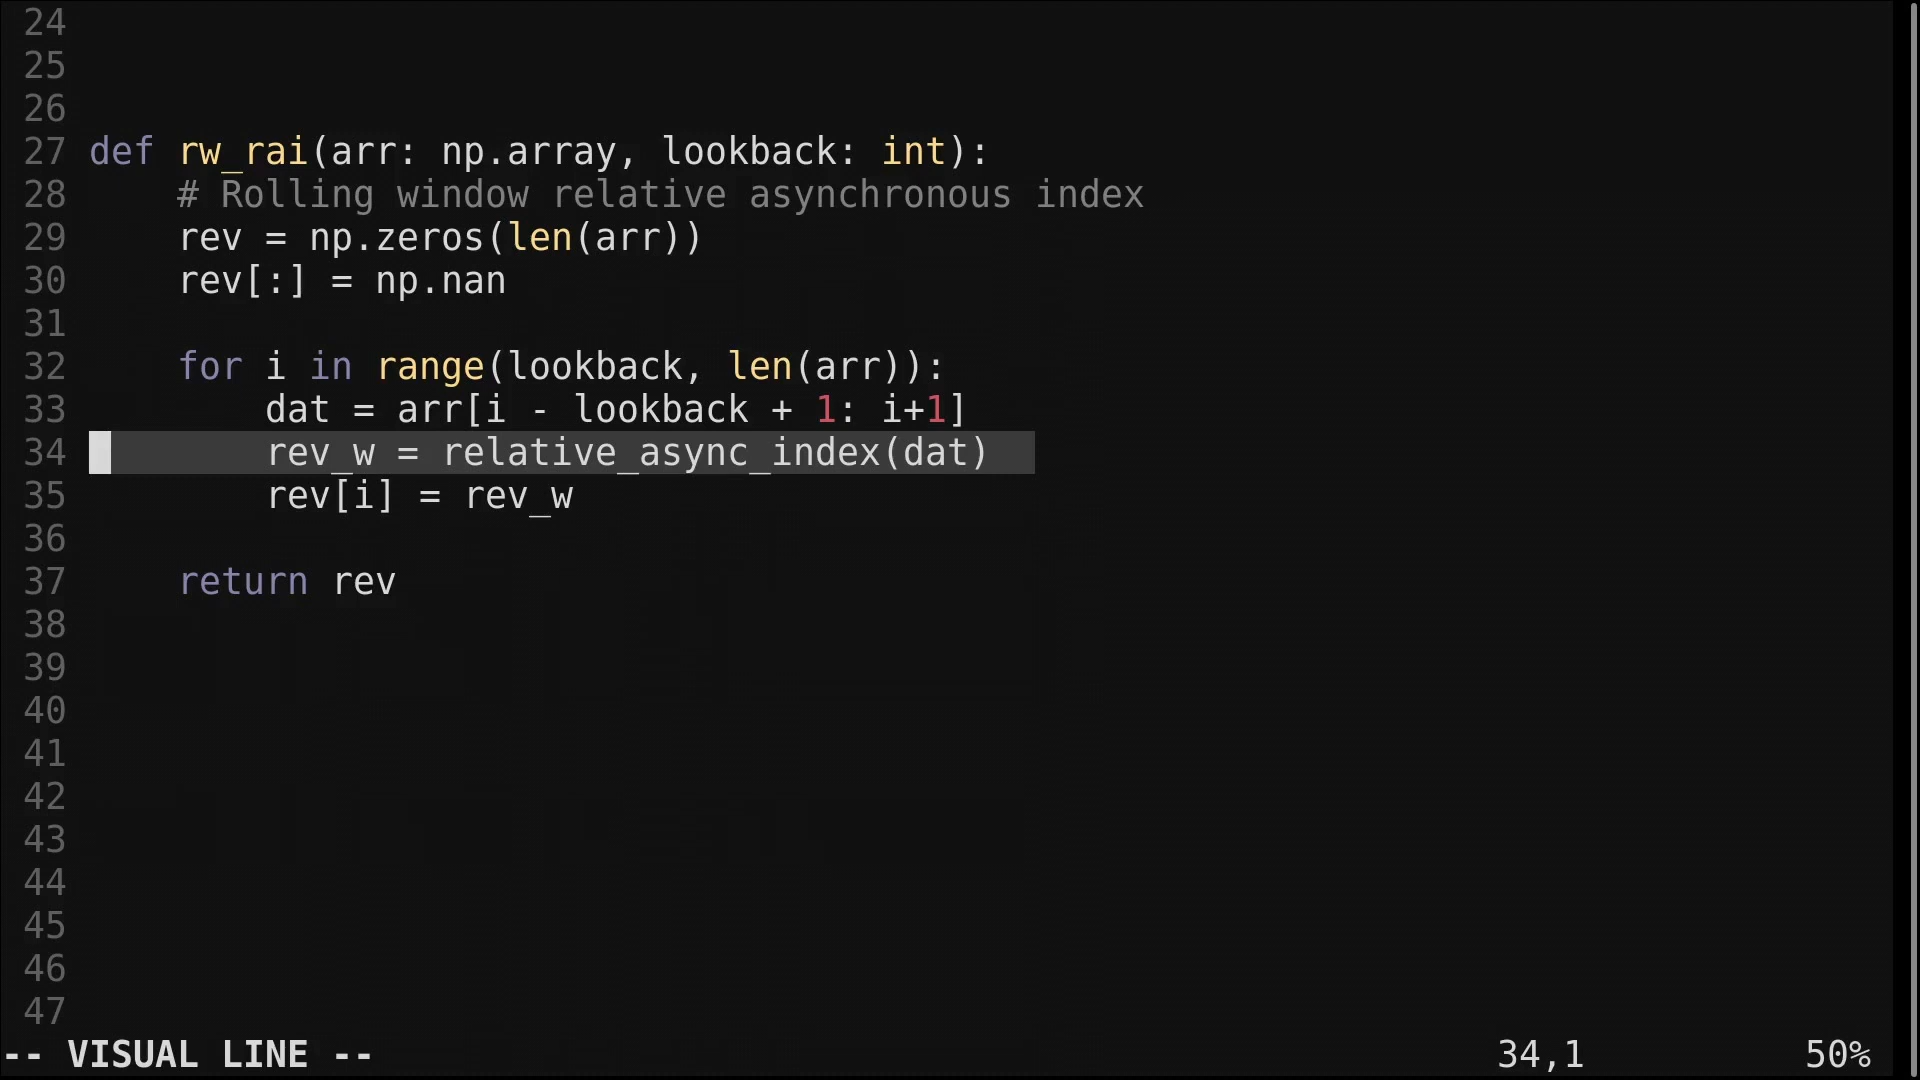 24
25
26
27 def rw_rai(arr: np.array, lookback: int):
28     # Rolling window relative asynchronous index
29     rev = np.zeros(len(arr))
30     rev[:] = np.nan
31
32     for i in range(lookback, len(arr)):
33         dat = arr[i - lookback + 1: i+1]
34         rev_w = relative_async_index(dat)
35         rev[i] = rev_w
36
37     return rev
38
39
40
41
42
43
44
45
46
47
-- VISUAL LINE -- 34,1 50%